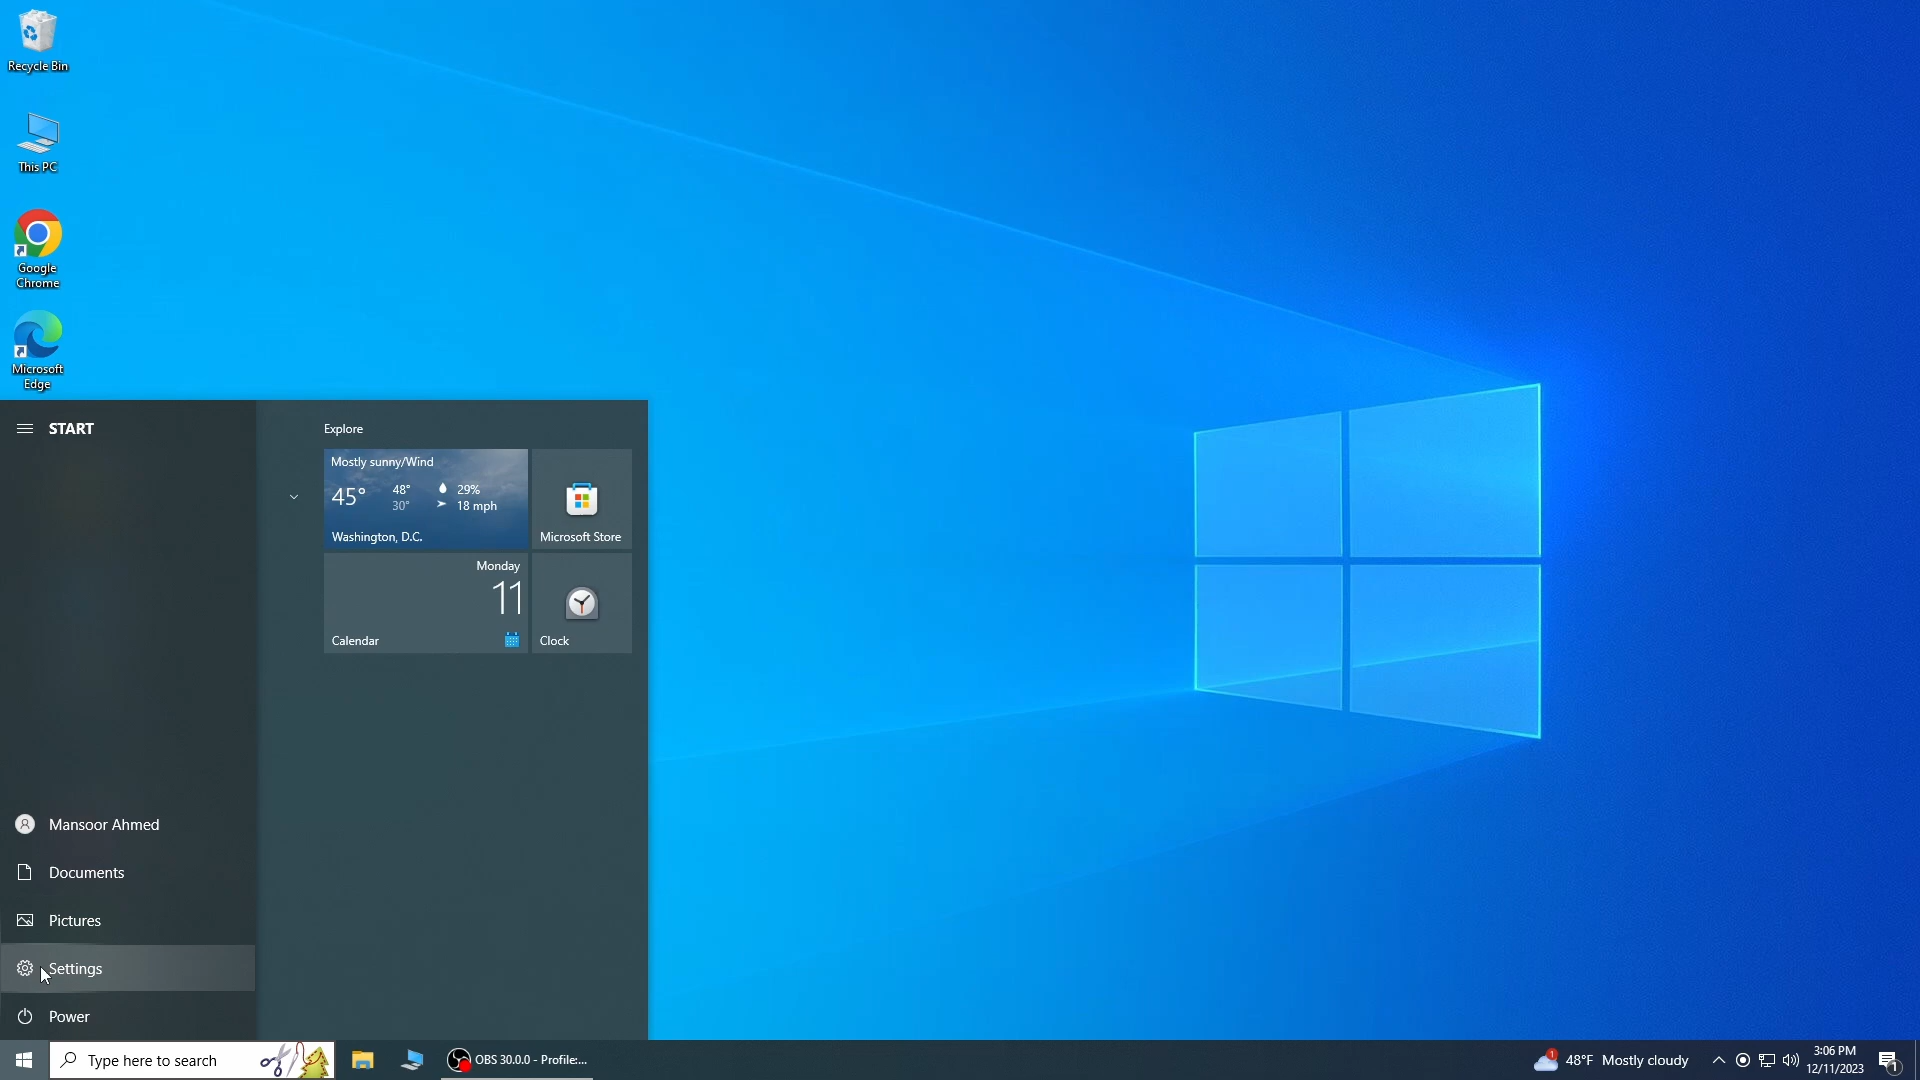 Recycle Bin
This PC
Google
Chrome
Microsoft
Edge
START
Explore
Mostly sunny/Wind
45° 48° 29%
30° 18 mph
Washington, D.C.
Microsoft Store
Monday
11
Calendar
Clock
Mansoor Ahmed
Documents
Pictures
Settings
Power
Type here to search
OBS 30.0.0 - Profile:...
1
48°F Mostly cloudy
3:06 PM
12/11/2023
1